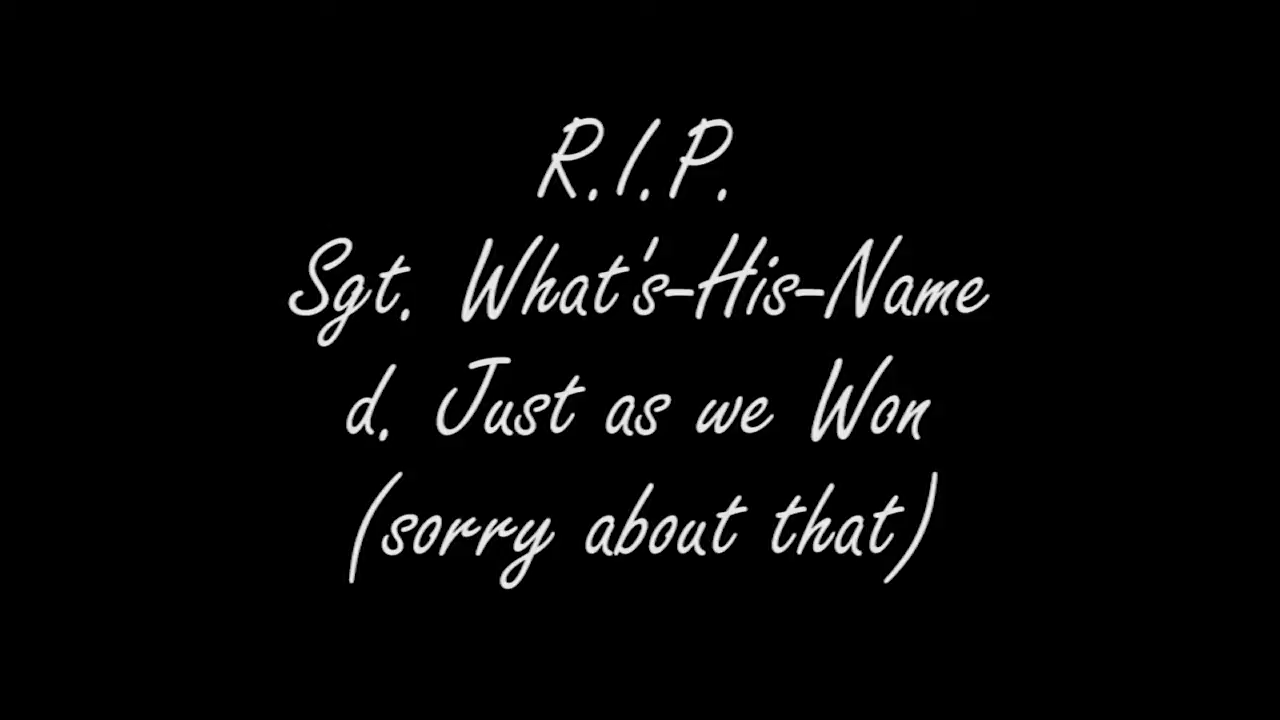 R.I.P.
Sgt. What's-His-Name
d. Just as we Won
(sorry about that)